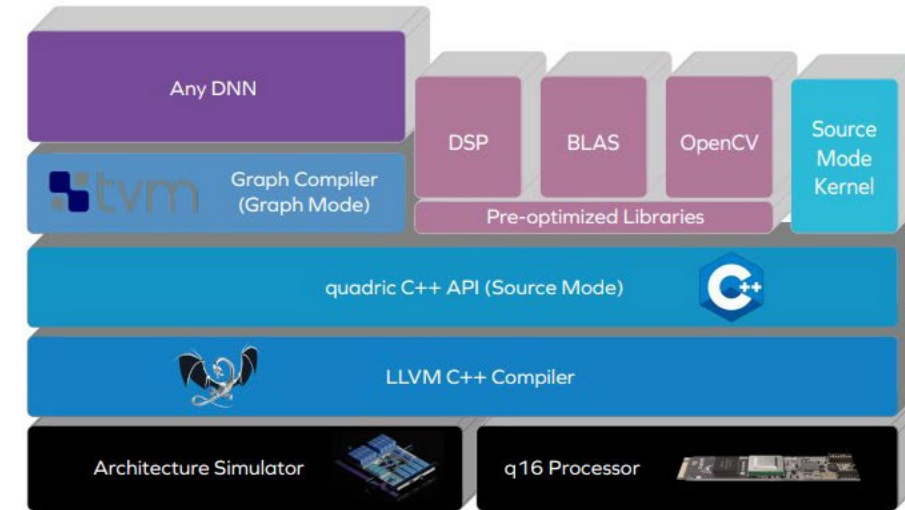 Any DNN
DSP
BLAS
OpenCV
Source
Mode
Kernel
tvm
Graph Compiler
(Graph Mode)
Pre-optimized Libraries
quadric C++ API (Source Mode)
C++
LLVM C++ Compiler
Architecture Simulator
q16 Processor